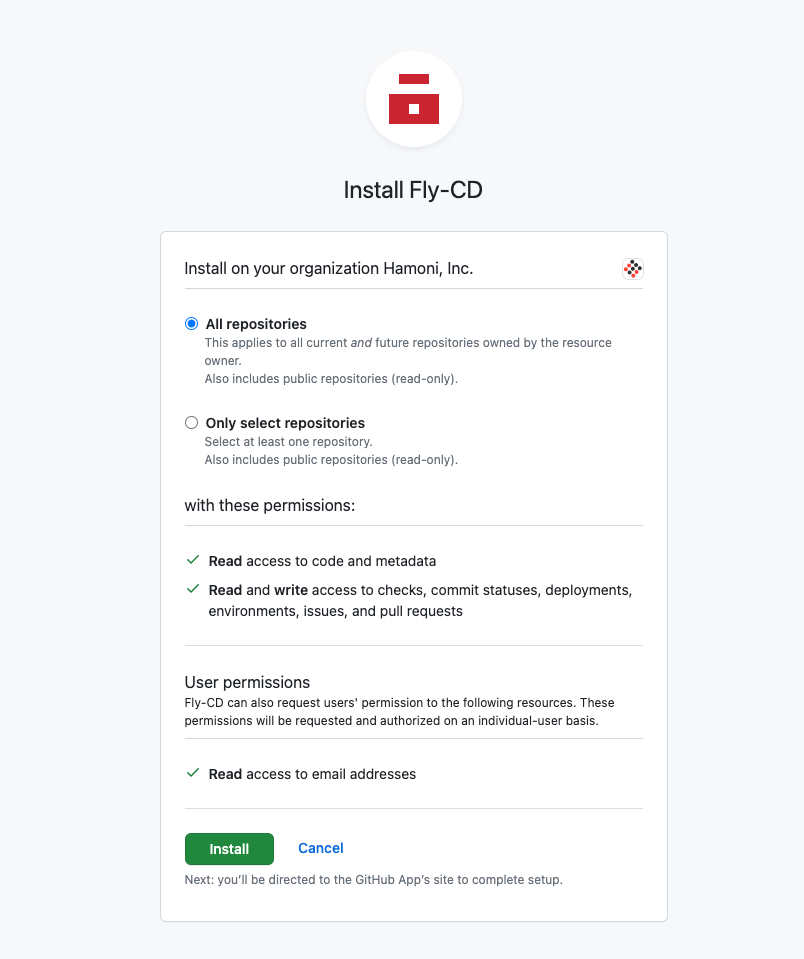 Install Fly-CD
Install on your organization Hamoni, Inc.
All repositories
This applies to all current and future repositories owned by the resource
owner.
Also includes public repositories (read-only).
Only select repositories
Select at least one repository.
Also includes public repositories (read-only).
with these permissions:
Read access to code and metadata
Read and write access to checks, commit statuses, deployments,
environments, issues, and pull requests
User permissions
Fly-CD can also request users' permission to the following resources. These
permissions will be requested and authorized on an individual-user basis.
Read access to email addresses
Install Cancel
Next: you’ll be directed to the GitHub App’s site to complete setup.